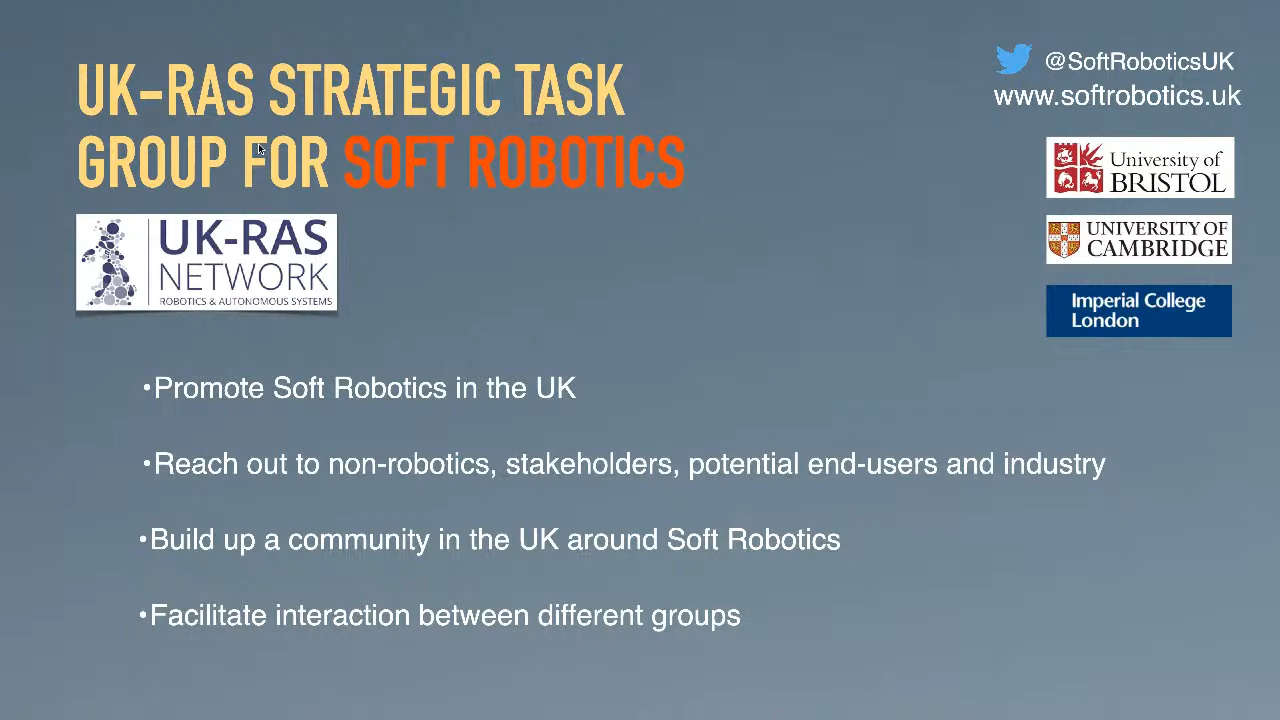 UK-RAS STRATEGIC TASK
GROUP FOR SOFT ROBOTICS
@SoftRoboticsUK
www.softrobotics.uk
University of
BRISTOL
UNIVERSITY OF
CAMBRIDGE
Imperial College
London
UK-RAS
NETWORK
ROBOTICS & AUTONOMOUS SYSTEMS
•Promote Soft Robotics in the UK
•Reach out to non-robotics, stakeholders, potential end-users and industry
•Build up a community in the UK around Soft Robotics
•Facilitate interaction between different groups